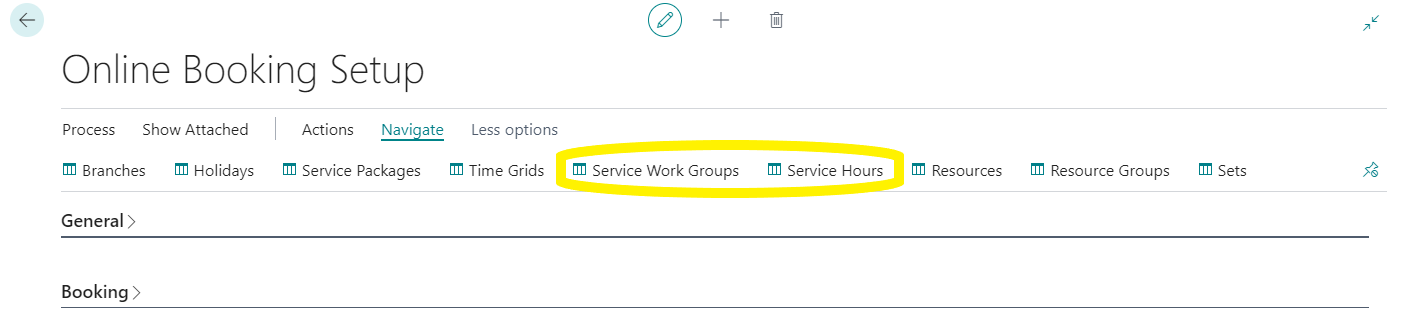 Online Booking Setup
Process Show Attached Actions Navigate Less options
Branches Holidays Service Packages Time Grids Service Work Groups Service Hours Resources Resource Groups Sets
General
Booking